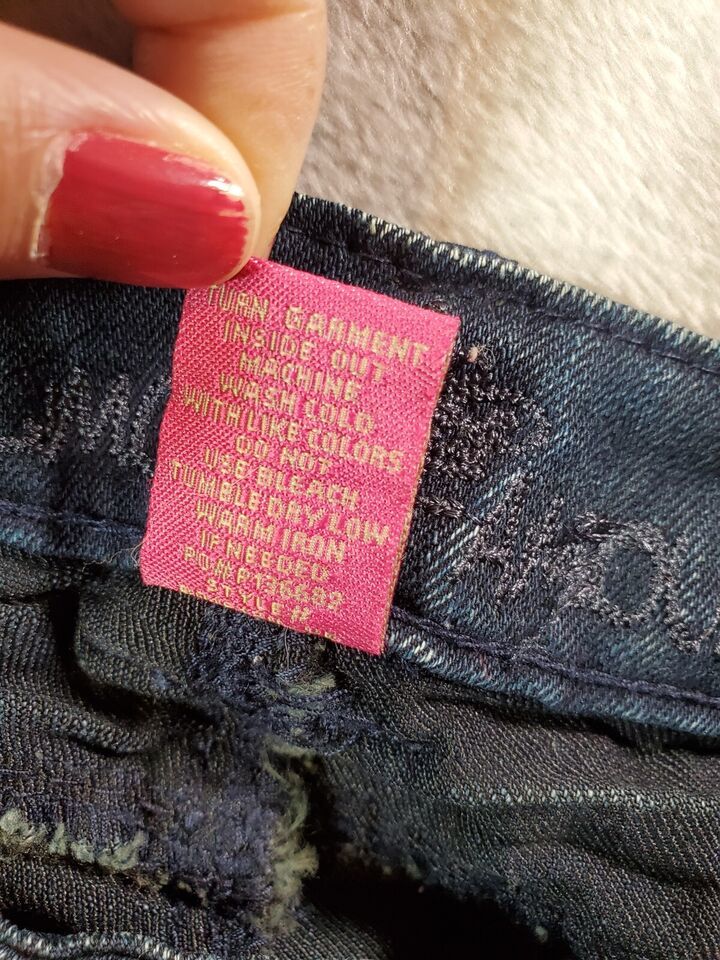 TURN GARMENT
INSIDE OUT
MACHINE
WASH COLD
WITH LIKE COLORS
DO NOT
USE BLEACH
TUMBLE DRY LOW
WARM IRON
IF NEEDED
PO# P136682
STYLE #